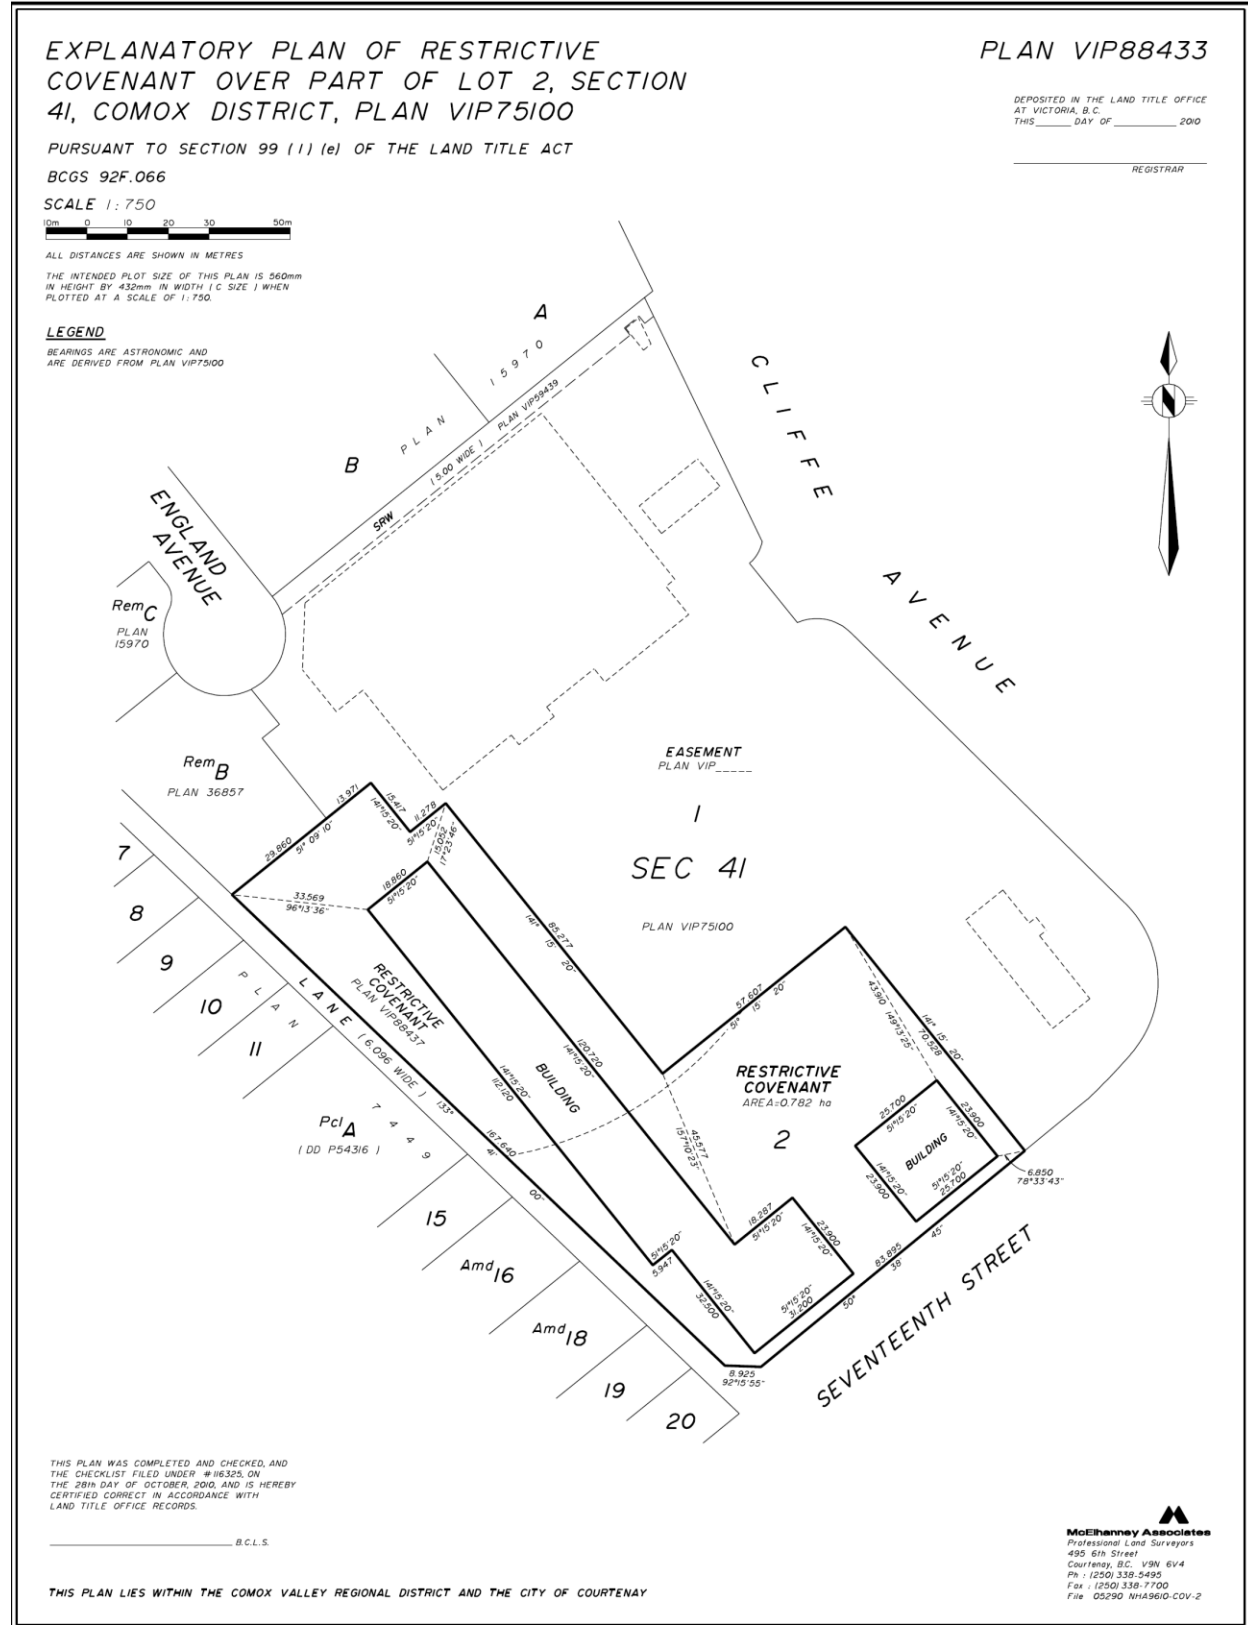 EXPLANATORY PLAN OF RESTRICTIVE
COVENANT OVER PART OF LOT 2, SECTION
41, COMOX DISTRICT, PLAN VIP75100
PURSUANT TO SECTION 99 (1) (e) OF THE LAND TITLE ACT
BCGS 92F.066
SCALE 1 : 750
10m 0 10 20 30 50m
ALL DISTANCES ARE SHOWN IN METRES
THE INTENDED PLOT SIZE OF THIS PLAN IS 560mm
IN HEIGHT BY 432mm IN WIDTH ( C SIZE ) WHEN
PLOTTED AT A SCALE OF 1 : 750.
LEGEND
BEARINGS ARE ASTRONOMIC AND
ARE DERIVED FROM PLAN VIP75100
PLAN VIP88433
DEPOSITED IN THE LAND TITLE OFFICE
AT VICTORIA, B.C.
THIS ______ DAY OF __________ 2010
REGISTRAR
A
PLAN 15970
B
PLAN VIP59439
( 5.00 WIDE )
SRW
CLIFFE AVENUE
ENGLAND
AVENUE
Rem C
PLAN
15970
Rem B
PLAN 36857
EASEMENT
PLAN VIP_____
1
SEC 41
PLAN VIP75100
13.971
29.860
51° 09' 10"
15.417
141°15'20"
11.278
51°15'20"
15.052
17°23'46"
18.860
51°15'20"
33.569
96°13'36"
85.277
141° 15' 20"
57.607
51° 15' 20"
43.910
149°13'25"
141° 15' 20"
70.528
RESTRICTIVE
COVENANT
PLAN VIP88437
120.720
141°15'20"
BUILDING
141°15'20"
112.120
RESTRICTIVE
COVENANT
AREA=0.782 ha
2
45.577
157°10'23"
25.700
51°15'20"
23.900
141°15'20"
BUILDING
141°15'20"
23.900
51°15'20"
25.700
6.850
78°33'43"
LANE ( 6.096 WIDE )
133° 41' 00"
167.640
18.287
51°15'20"
23.900
141°15'20"
51°15'20"
5.947
141°15'20"
32.500
51°15'20"
31.200
83.895
50° 38' 45"
8.925
92°15'55"
SEVENTEENTH STREET
7
8
9
10
11
PLAN 7449
Pcl A
( DD P54316 )
15
Amd 16
Amd 18
19
20
THIS PLAN WAS COMPLETED AND CHECKED, AND
THE CHECKLIST FILED UNDER #116325, ON
THE 28th DAY OF OCTOBER, 2010, AND IS HEREBY
CERTIFIED CORRECT IN ACCORDANCE WITH
LAND TITLE OFFICE RECORDS.
B.C.L.S.
THIS PLAN LIES WITHIN THE COMOX VALLEY REGIONAL DISTRICT AND THE CITY OF COURTENAY
McElhanney Associates
Professional Land Surveyors
495 6th Street
Courtenay, B.C. V9N 6V4
Ph : (250) 338-5495
Fax : (250) 338-7700
File 05290 NHA9610-COV-2